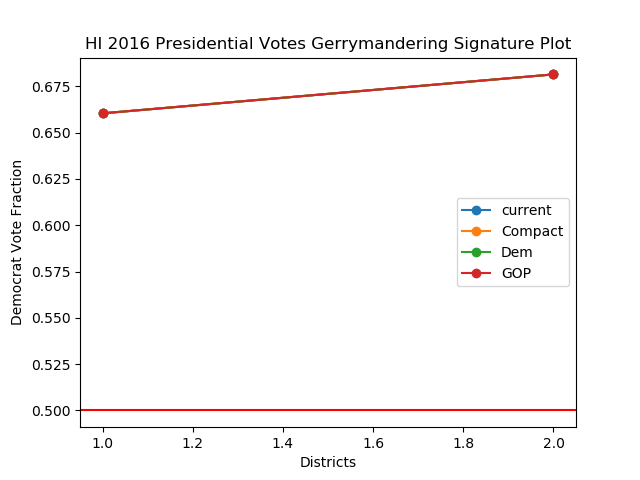 HI 2016 Presidential Votes Gerrymandering Signature Plot
Democrat Vote Fraction
0.675
0.650
0.625
0.600
0.575
0.550
0.525
0.500
current
Compact
Dem
GOP
1.0 1.2 1.4 1.6 1.8 2.0
Districts